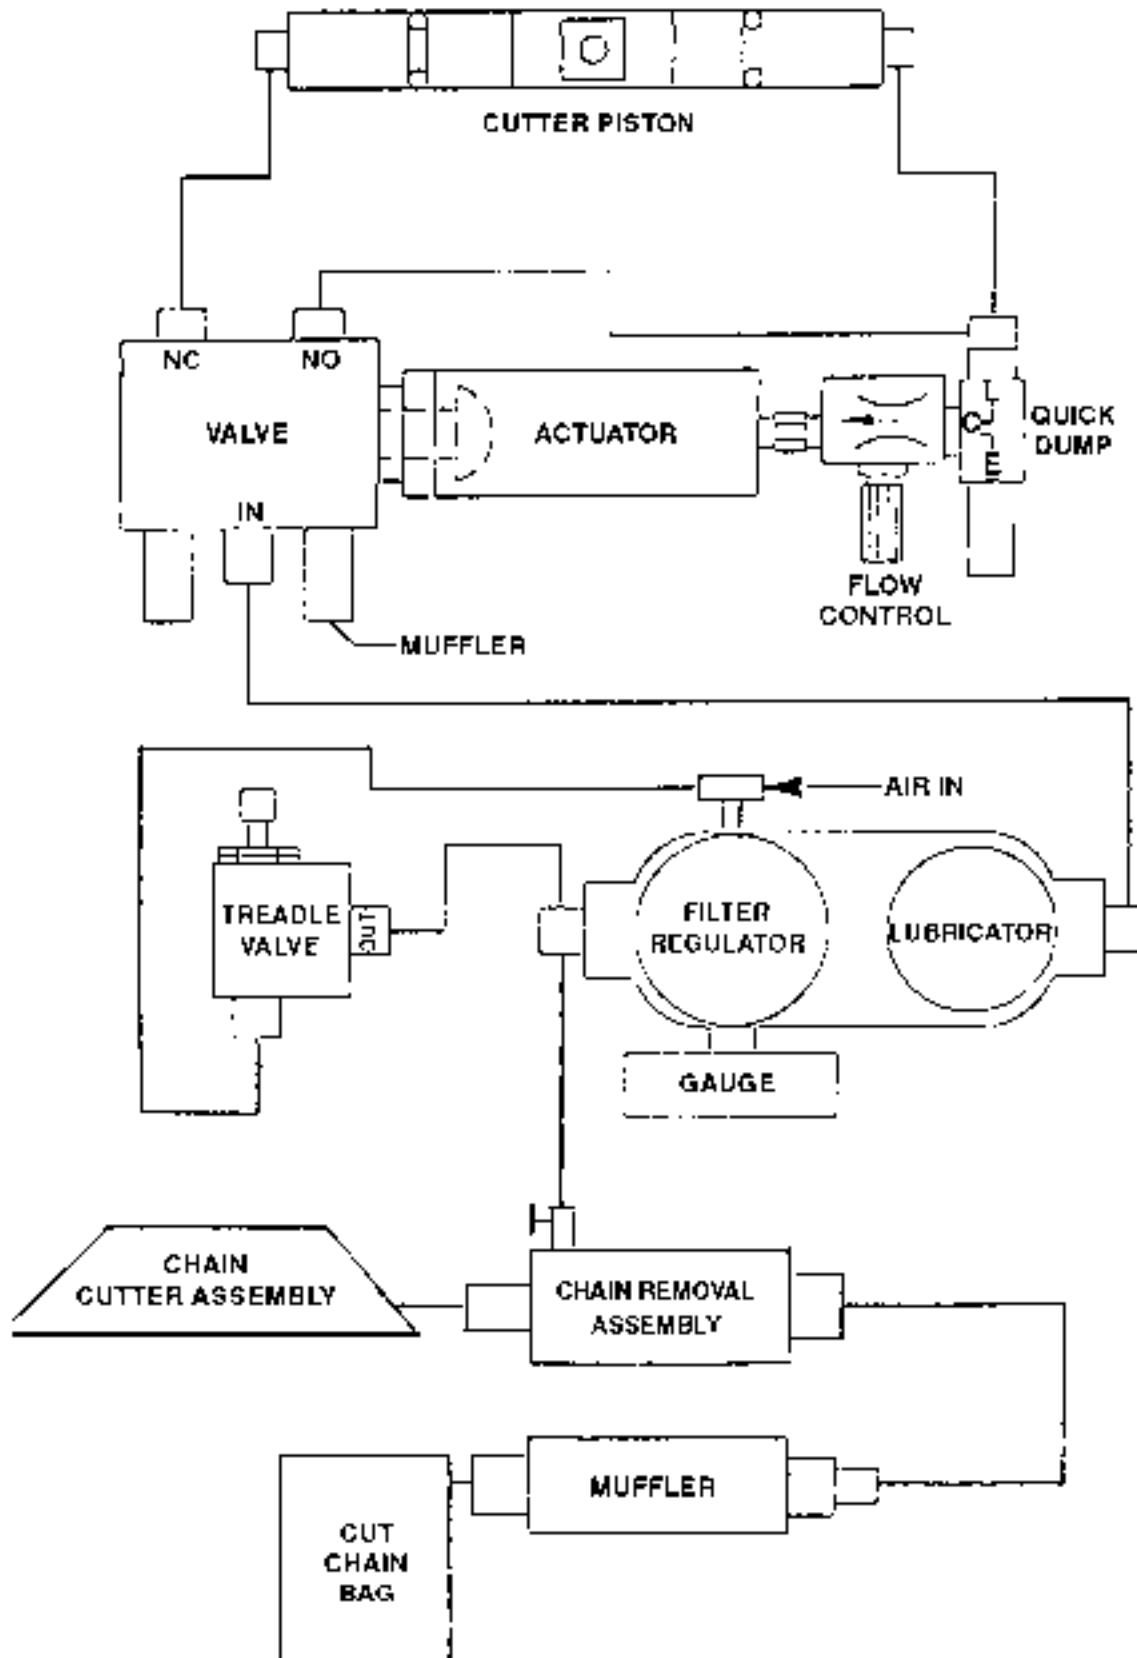 CUTTER PISTON
NC
NO
VALVE
IN
ACTUATOR
C
E
QUICK
DUMP
FLOW
CONTROL
MUFFLER
AIR IN
TREADLE
VALVE
OUT
FILTER
REGULATOR
LUBRICATOR
GAUGE
CHAIN
CUTTER ASSEMBLY
CHAIN REMOVAL
ASSEMBLY
MUFFLER
CUT
CHAIN
BAG